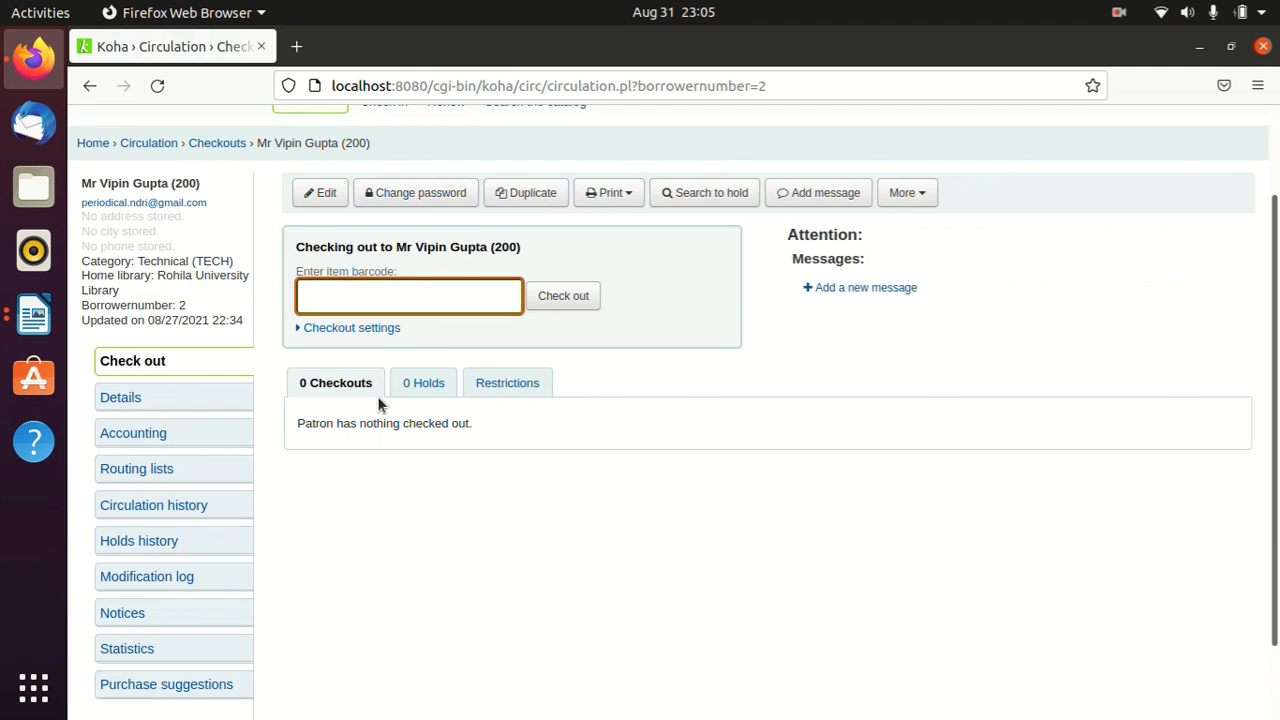 Activities
Firefox Web Browser
Aug 31 23:05
Koha › Circulation › Check
localhost:8080/cgi-bin/koha/circ/circulation.pl?borrowernumber=2
Check in Renew Search the catalog
Home › Circulation › Checkouts › Mr Vipin Gupta (200)
Mr Vipin Gupta (200)
periodical.ndri@gmail.com
No address stored.
No city stored.
No phone stored.
Category: Technical (TECH)
Home library: Rohila University
Library
Borrowernumber: 2
Updated on 08/27/2021 22:34
Check out
Details
Accounting
Routing lists
Circulation history
Holds history
Modification log
Notices
Statistics
Purchase suggestions
Edit
Change password
Duplicate
Print
Search to hold
Add message
More
Checking out to Mr Vipin Gupta (200)
Enter item barcode:
Check out
Checkout settings
Attention:
Messages:
Add a new message
0 Checkouts
0 Holds
Restrictions
Patron has nothing checked out.